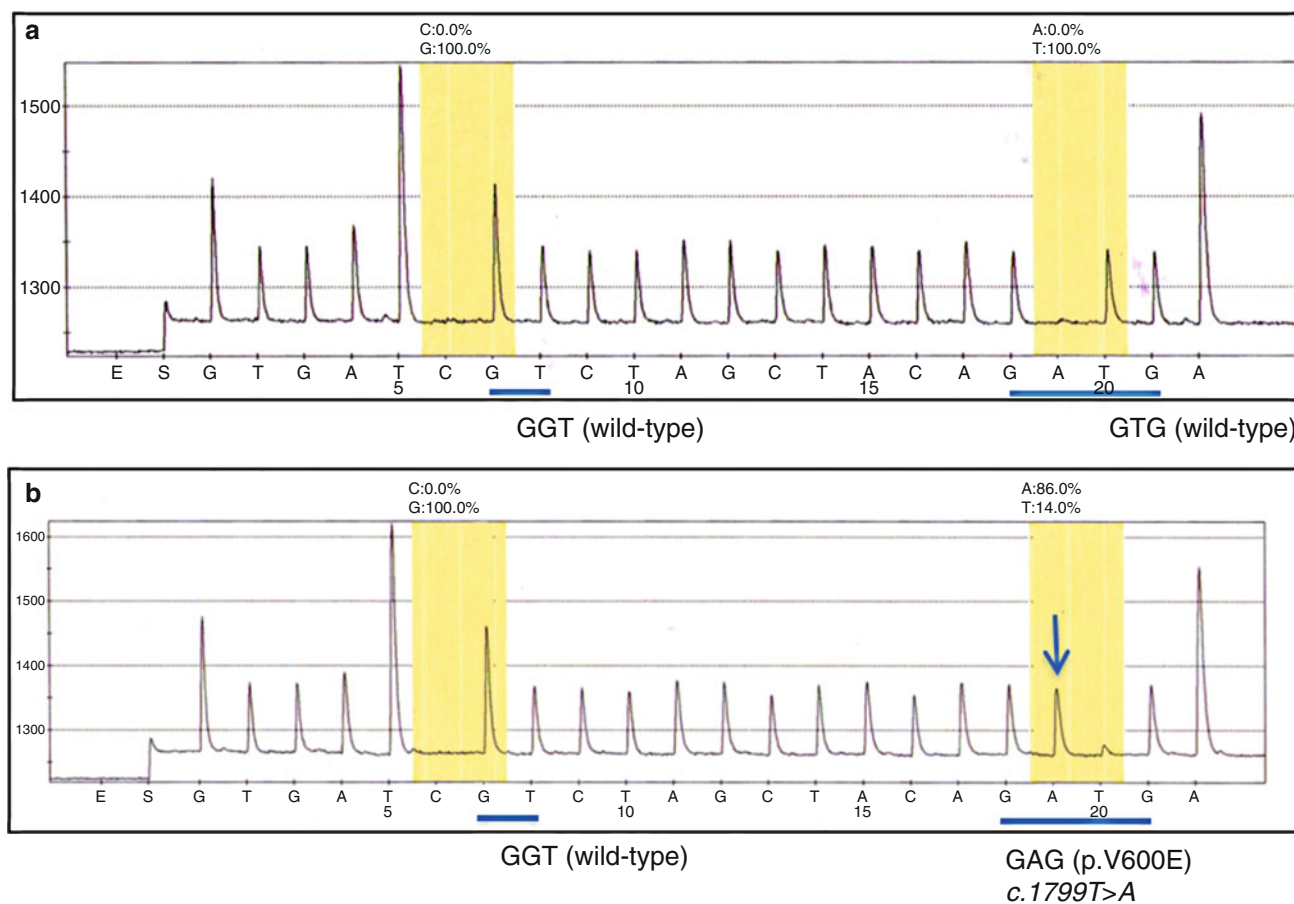 a
C:0.0%
G:100.0%
A:0.0%
T:100.0%
1500
1400
1300
E S G T G A T C G T C T A G C T A C A G A T G A
5 10 15 20
GGT (wild-type) GTG (wild-type)
b
C:0.0%
G:100.0%
A:86.0%
T:14.0%
1600
1500
1400
1300
E S G T G A T C G T C T A G C T A C A G A T G A
5 10 15 20
GGT (wild-type) GAG (p.V600E)
c.1799T>A